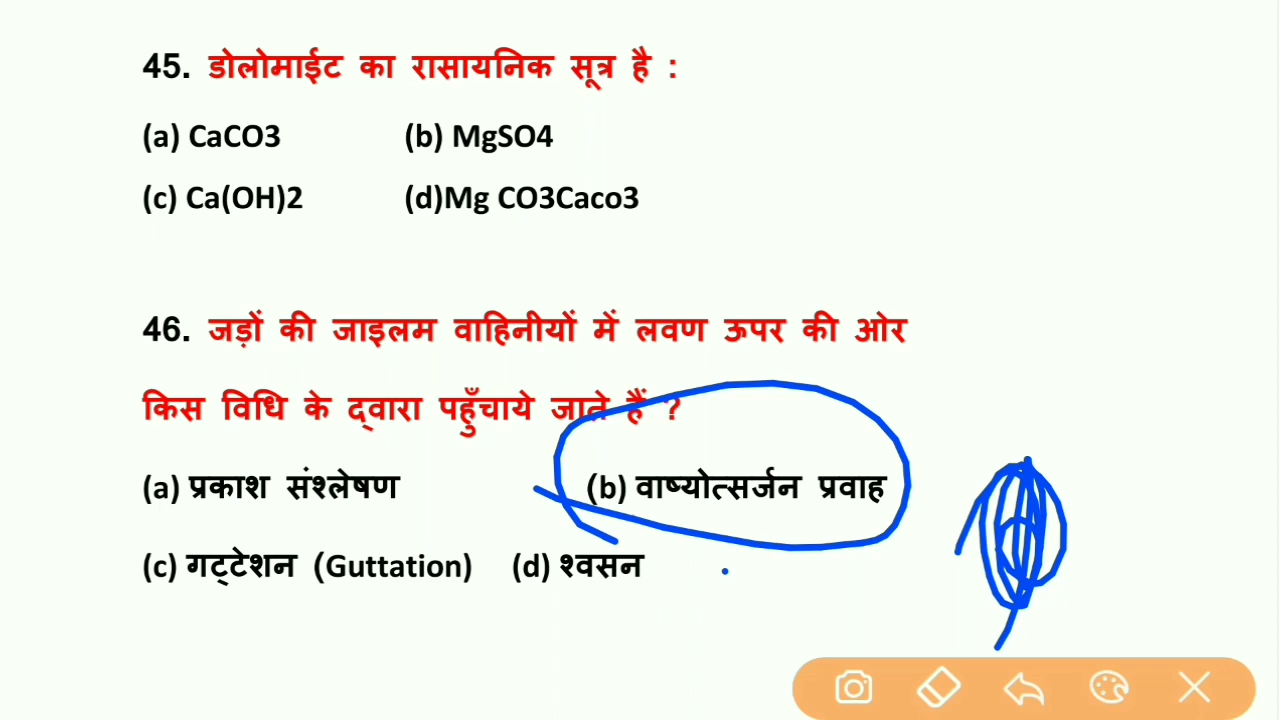 45. डोलोमाईट का रासायनिक सूत्र है :
(a) CaCO3 (b) MgSO4
(c) Ca(OH)2 (d)Mg CO3Caco3
46. जड़ों की जाइलम वाहिनीयों में लवण ऊपर की ओर
किस विधि के द्वारा पहुँचाये जाते हैं ?
(a) प्रकाश संश्लेषण (b) वाष्योत्सर्जन प्रवाह
(c) गट्टेशन (Guttation) (d) श्वसन